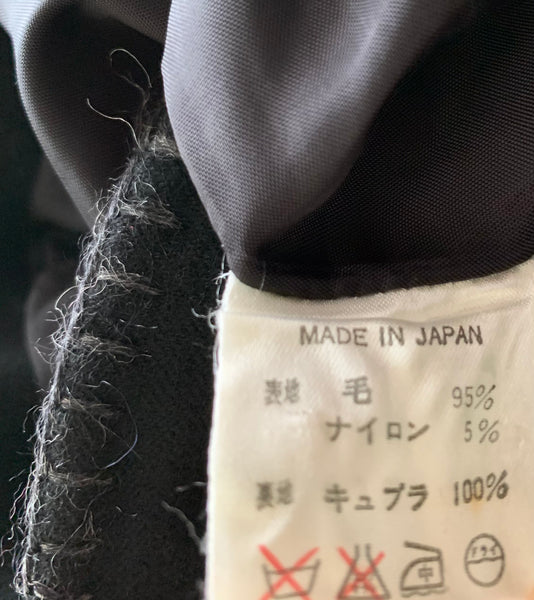 MADE IN JAPAN
表地 毛 95%
ナイロン 5%
裏地 キュプラ 100%
中 ドライ